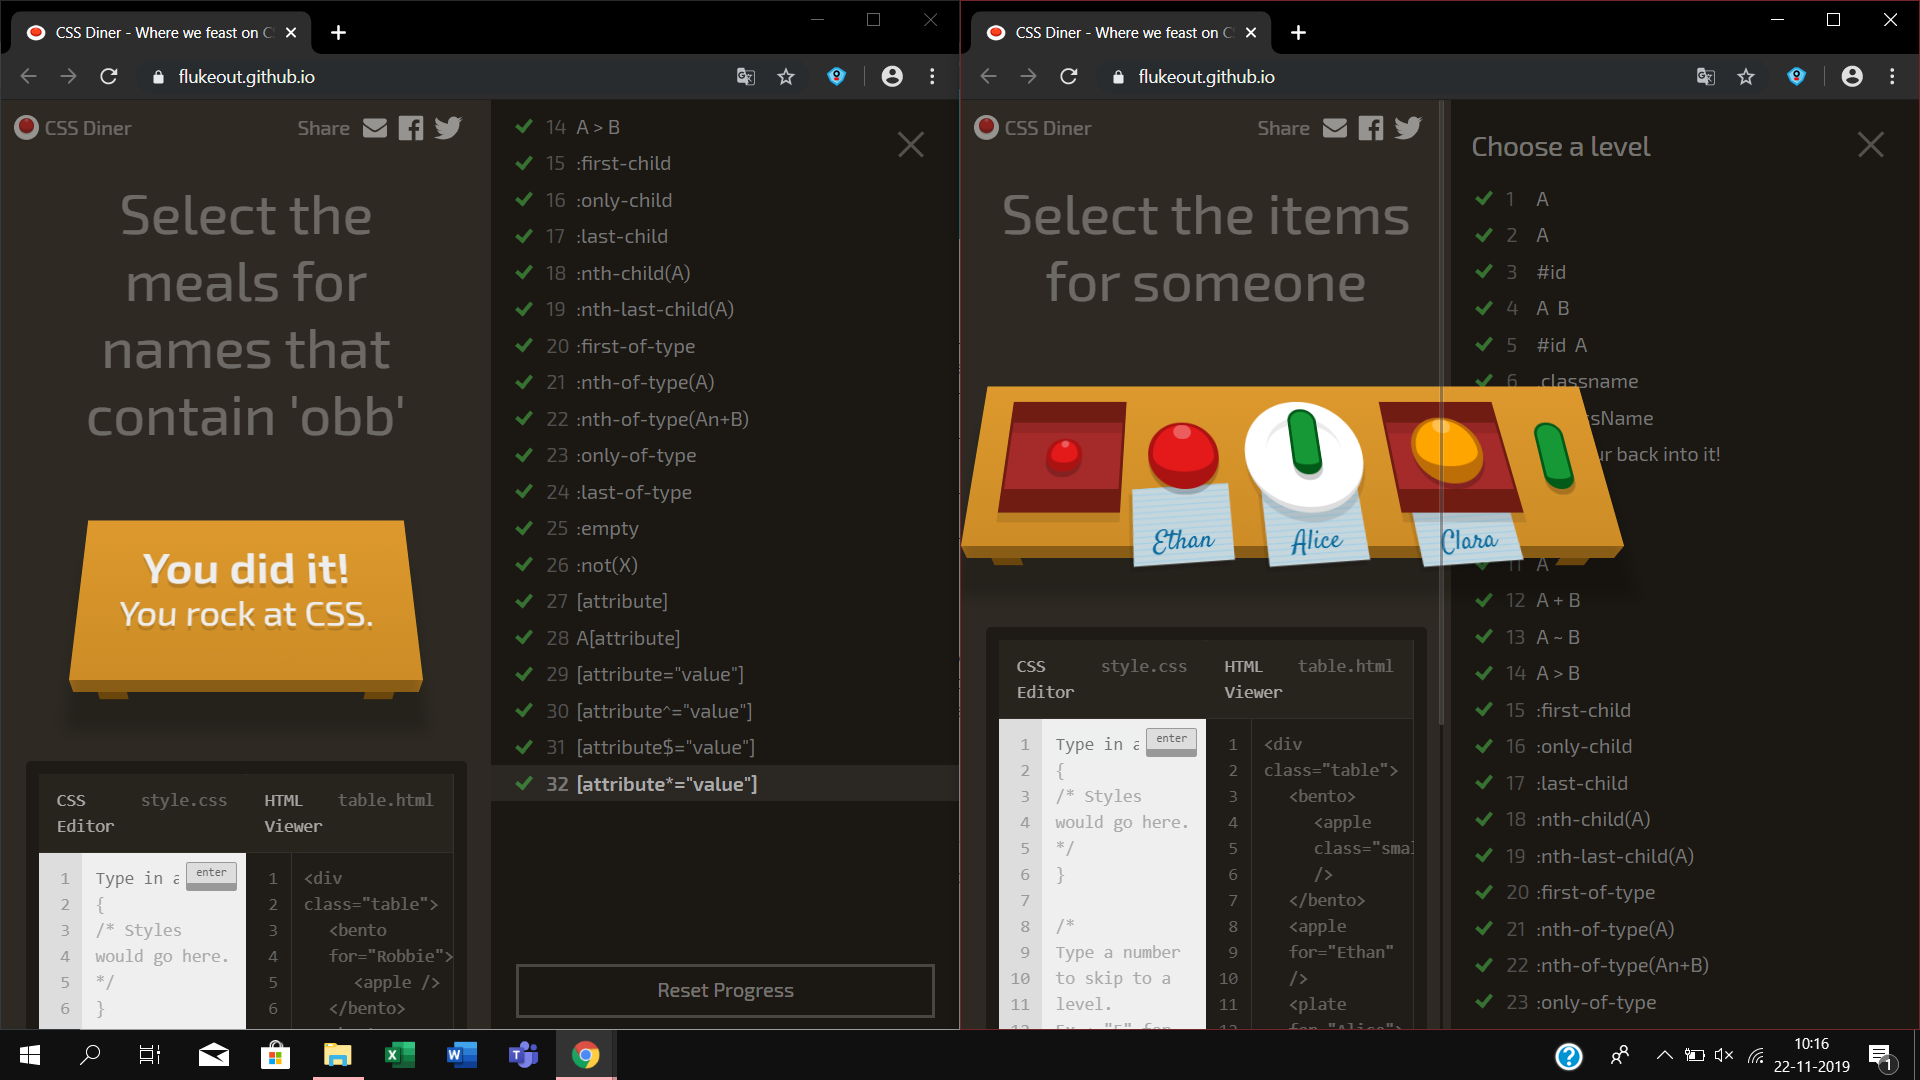 CSS Diner - Where we feast on
flukeout.github.io
CSS Diner
Share
Select the
meals for
names that
contain 'obb'
You did it!
You rock at CSS.
CSS Editor
style.css
HTML Viewer
table.html
1 Type in a
enter
2 {
3 /* Styles
4 would go here.
5 */
6 }
1 <div
2 class="table">
3 <bento
4 for="Robbie">
5 <apple />
6 </bento>
14 A > B
15 :first-child
16 :only-child
17 :last-child
18 :nth-child(A)
19 :nth-last-child(A)
20 :first-of-type
21 :nth-of-type(A)
22 :nth-of-type(An+B)
23 :only-of-type
24 :last-of-type
25 :empty
26 :not(X)
27 [attribute]
28 A[attribute]
29 [attribute="value"]
30 [attribute^="value"]
31 [attribute$="value"]
32 [attribute*="value"]
Reset Progress
CSS Diner - Where we feast on
flukeout.github.io
CSS Diner
Share
Select the items
for someone
Ethan
Alice
Clara
CSS Editor
style.css
HTML Viewer
table.html
1 Type in a
enter
2 {
3 /* Styles
4 would go here.
5 */
6 }
7
8 /*
9 Type a number
10 to skip to a
11 level.
1 <div
2 class="table">
3 <bento>
4 <apple
5 class="smal
6 />
7 </bento>
8 <apple
9 for="Ethan"
10 />
11 <plate
12 for="Alice">
Choose a level
1 A
2 A
3 #id
4 A B
5 #id A
6 .classname
sName
ur back into it!
11 A
12 A + B
13 A ~ B
14 A > B
15 :first-child
16 :only-child
17 :last-child
18 :nth-child(A)
19 :nth-last-child(A)
20 :first-of-type
21 :nth-of-type(A)
22 :nth-of-type(An+B)
23 :only-of-type
10:16
22-11-2019
1